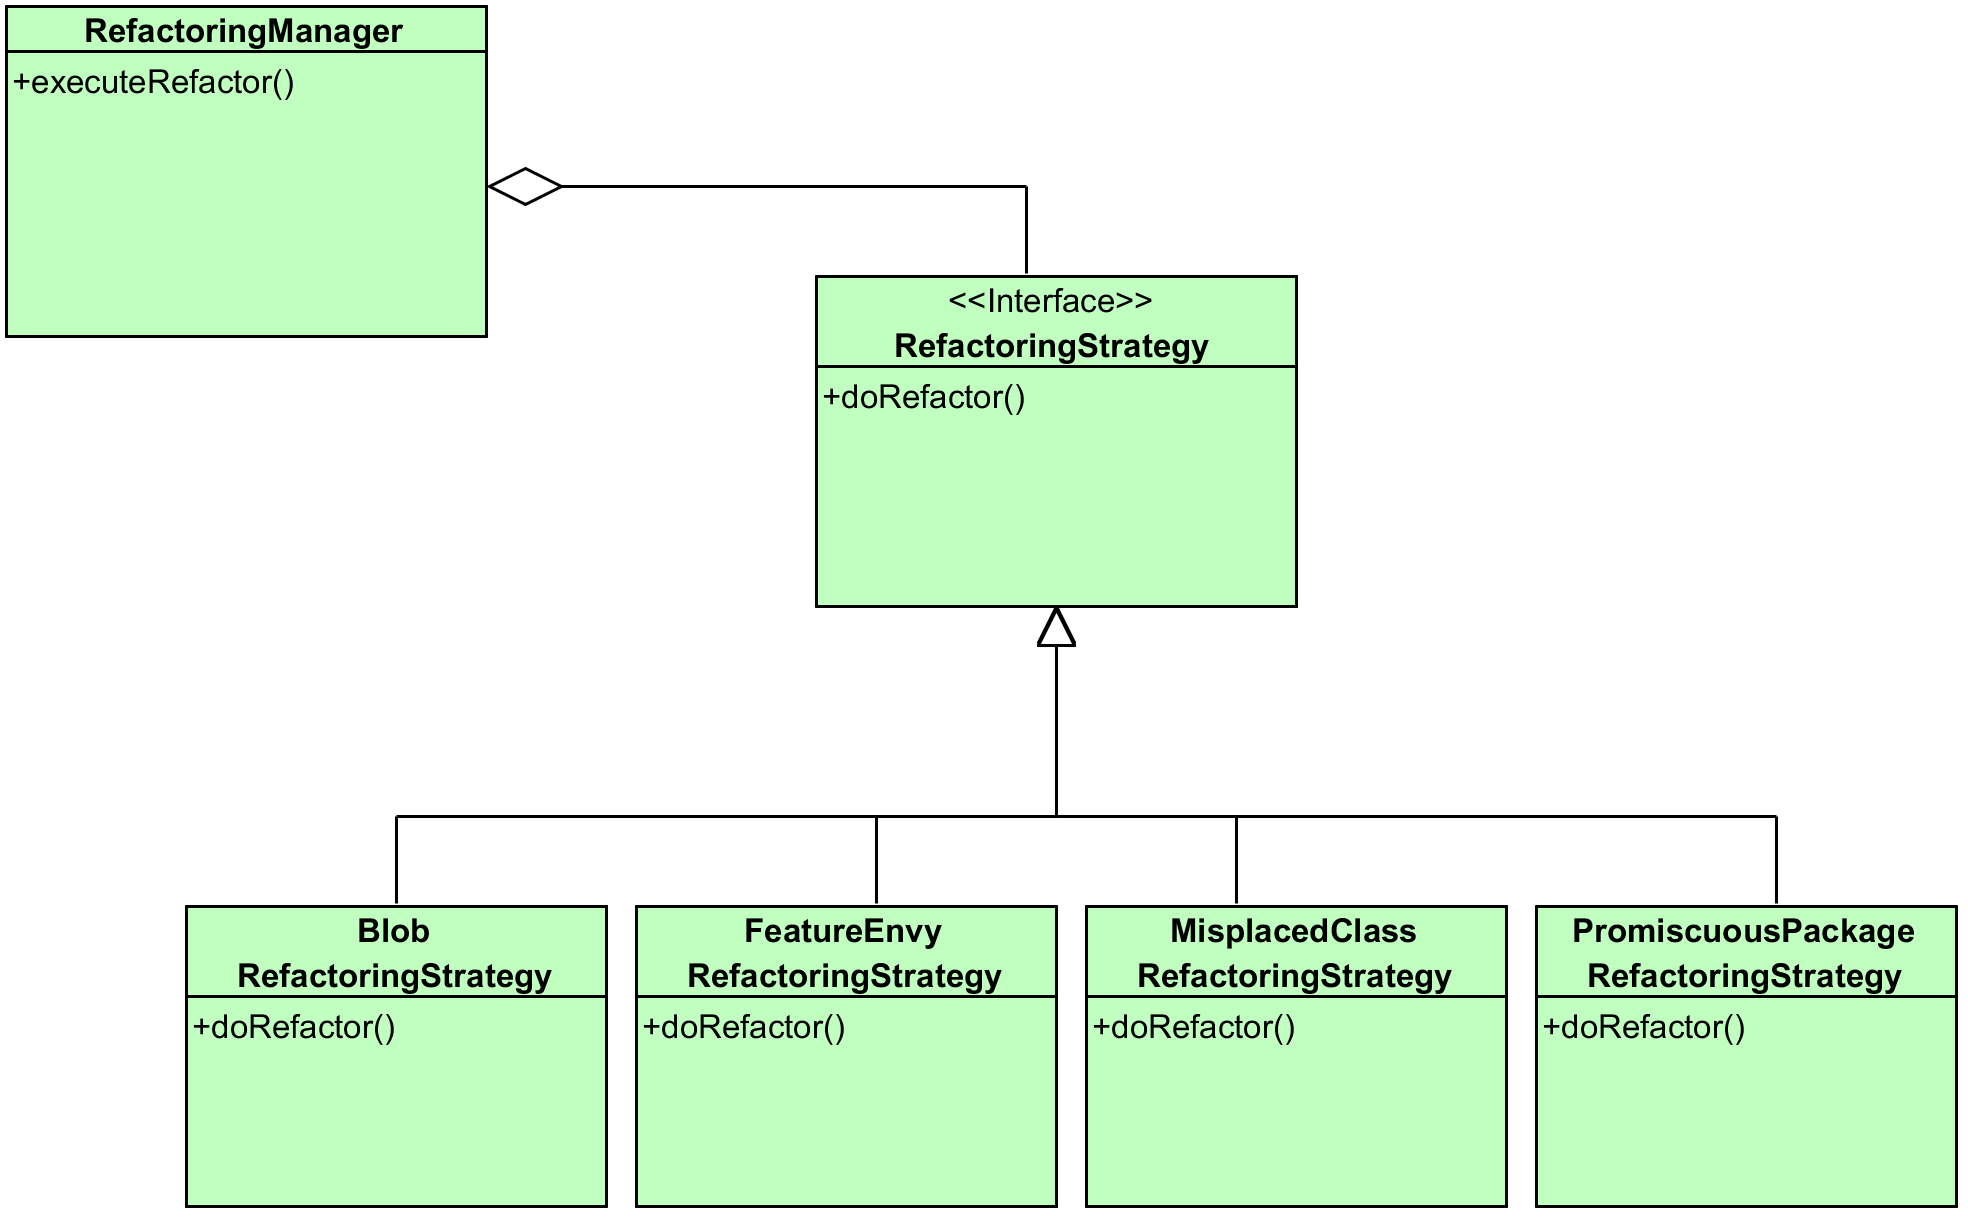 RefactoringManager
+executeRefactor()
<<Interface>>
RefactoringStrategy
+doRefactor()
Blob
RefactoringStrategy
+doRefactor()
FeatureEnvy
RefactoringStrategy
+doRefactor()
MisplacedClass
RefactoringStrategy
+doRefactor()
PromiscuousPackage
RefactoringStrategy
+doRefactor()